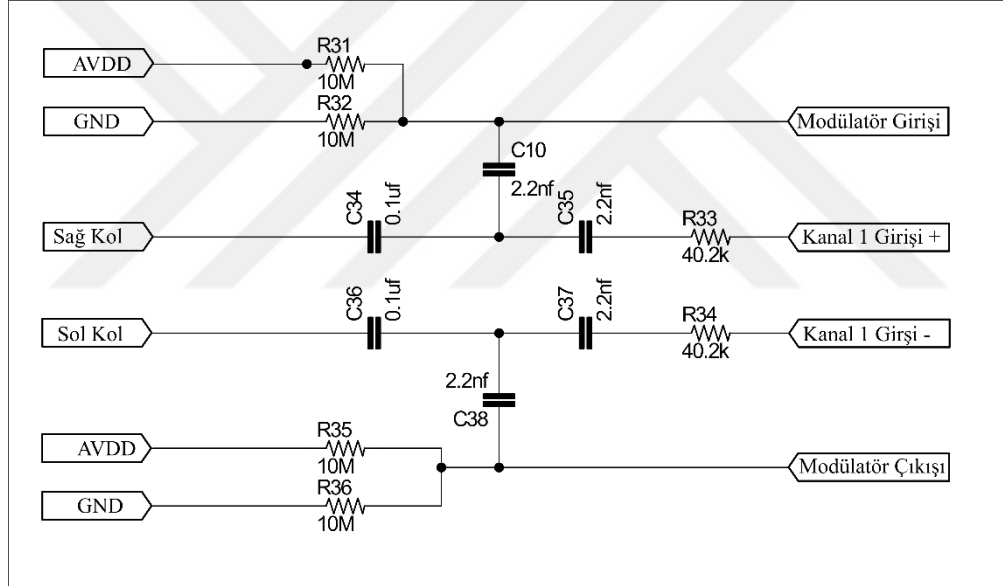 R31
AVDD
10M
R32
GND
10M
Modülatör Girişi
C10
2.2nf
C34
0.1uf
C35
2.2nf
R33
Sağ Kol
40.2k
Kanal 1 Girişi +
C36
0.1uf
C37
2.2nf
R34
Sol Kol
40.2k
Kanal 1 Girşi -
2.2nf
C38
R35
AVDD
10M
Modülatör Çıkışı
R36
GND
10M